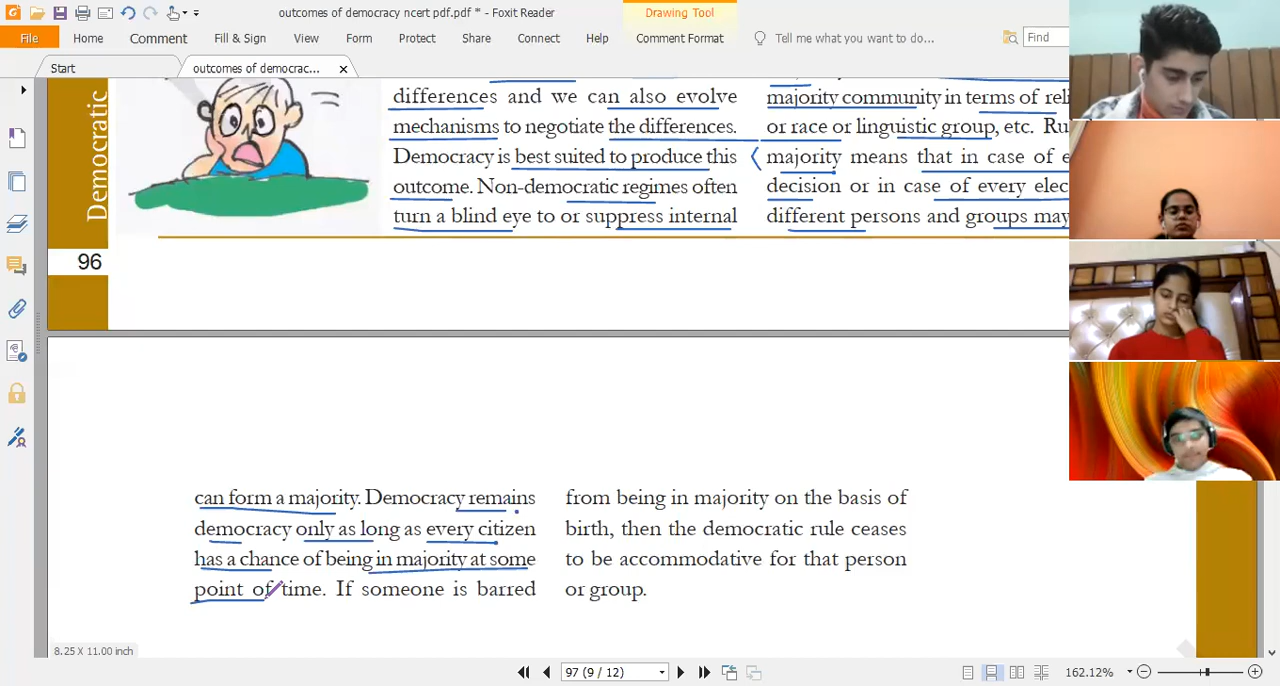 outcomes of democracy ncert pdf.pdf * - Foxit Reader
Drawing Tool
File Home Comment Fill & Sign View Form Protect Share Connect Help Comment Format Tell me what you want to do... Find
Start outcomes of democrac...
Democratic
96
differences and we can also evolve
mechanisms to negotiate the differences.
Democracy is best suited to produce this
outcome. Non-democratic regimes often
turn a blind eye to or suppress internal
majority community in terms of reli
or race or linguistic group, etc. Ru
majority means that in case of e
decision or in case of every elec
different persons and groups may
can form a majority. Democracy remains
democracy only as long as every citizen
has a chance of being in majority at some
point of time. If someone is barred
from being in majority on the basis of
birth, then the democratic rule ceases
to be accommodative for that person
or group.
8.25 X 11.00 inch
97 (9 / 12)
162.12%